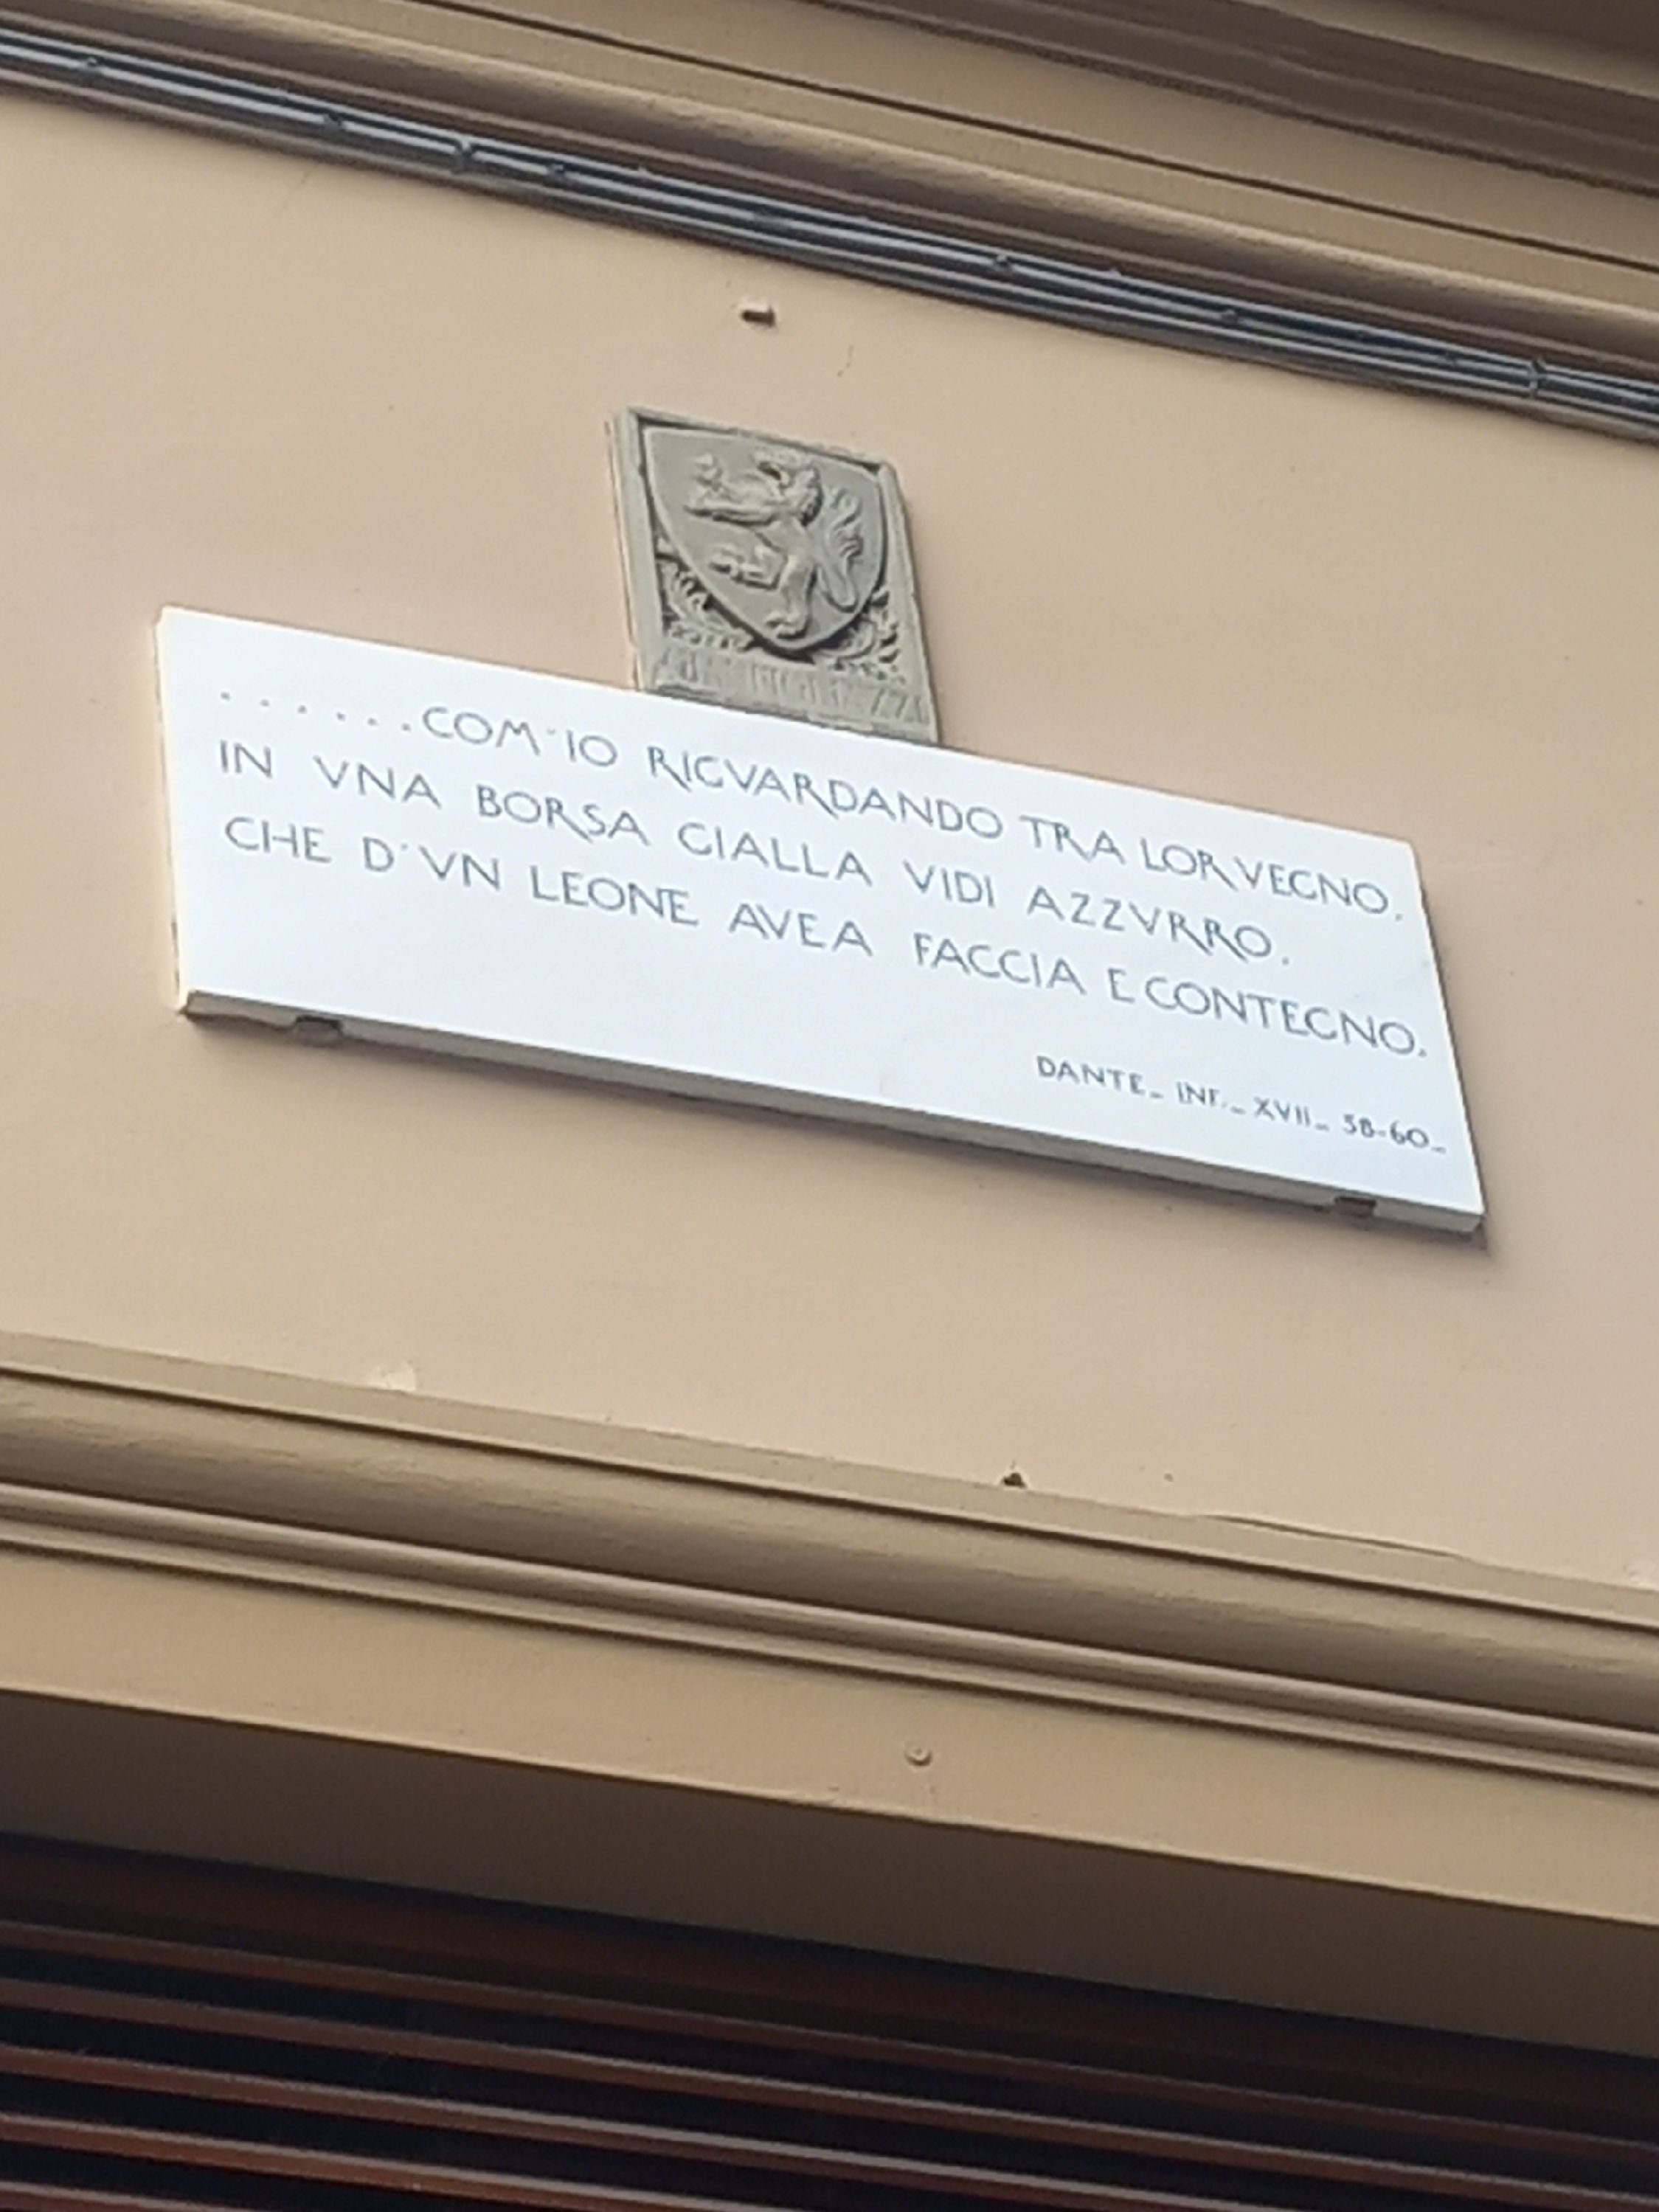 ......COM'IO RIGVARDANDO TRA LOR VEGNO,
IN VNA BORSA GIALLA VIDI AZZVRRO,
CHE D'VN LEONE AVEA FACCIA E CONTEGNO.
DANTE_ INF._ XVII_ 58-60_